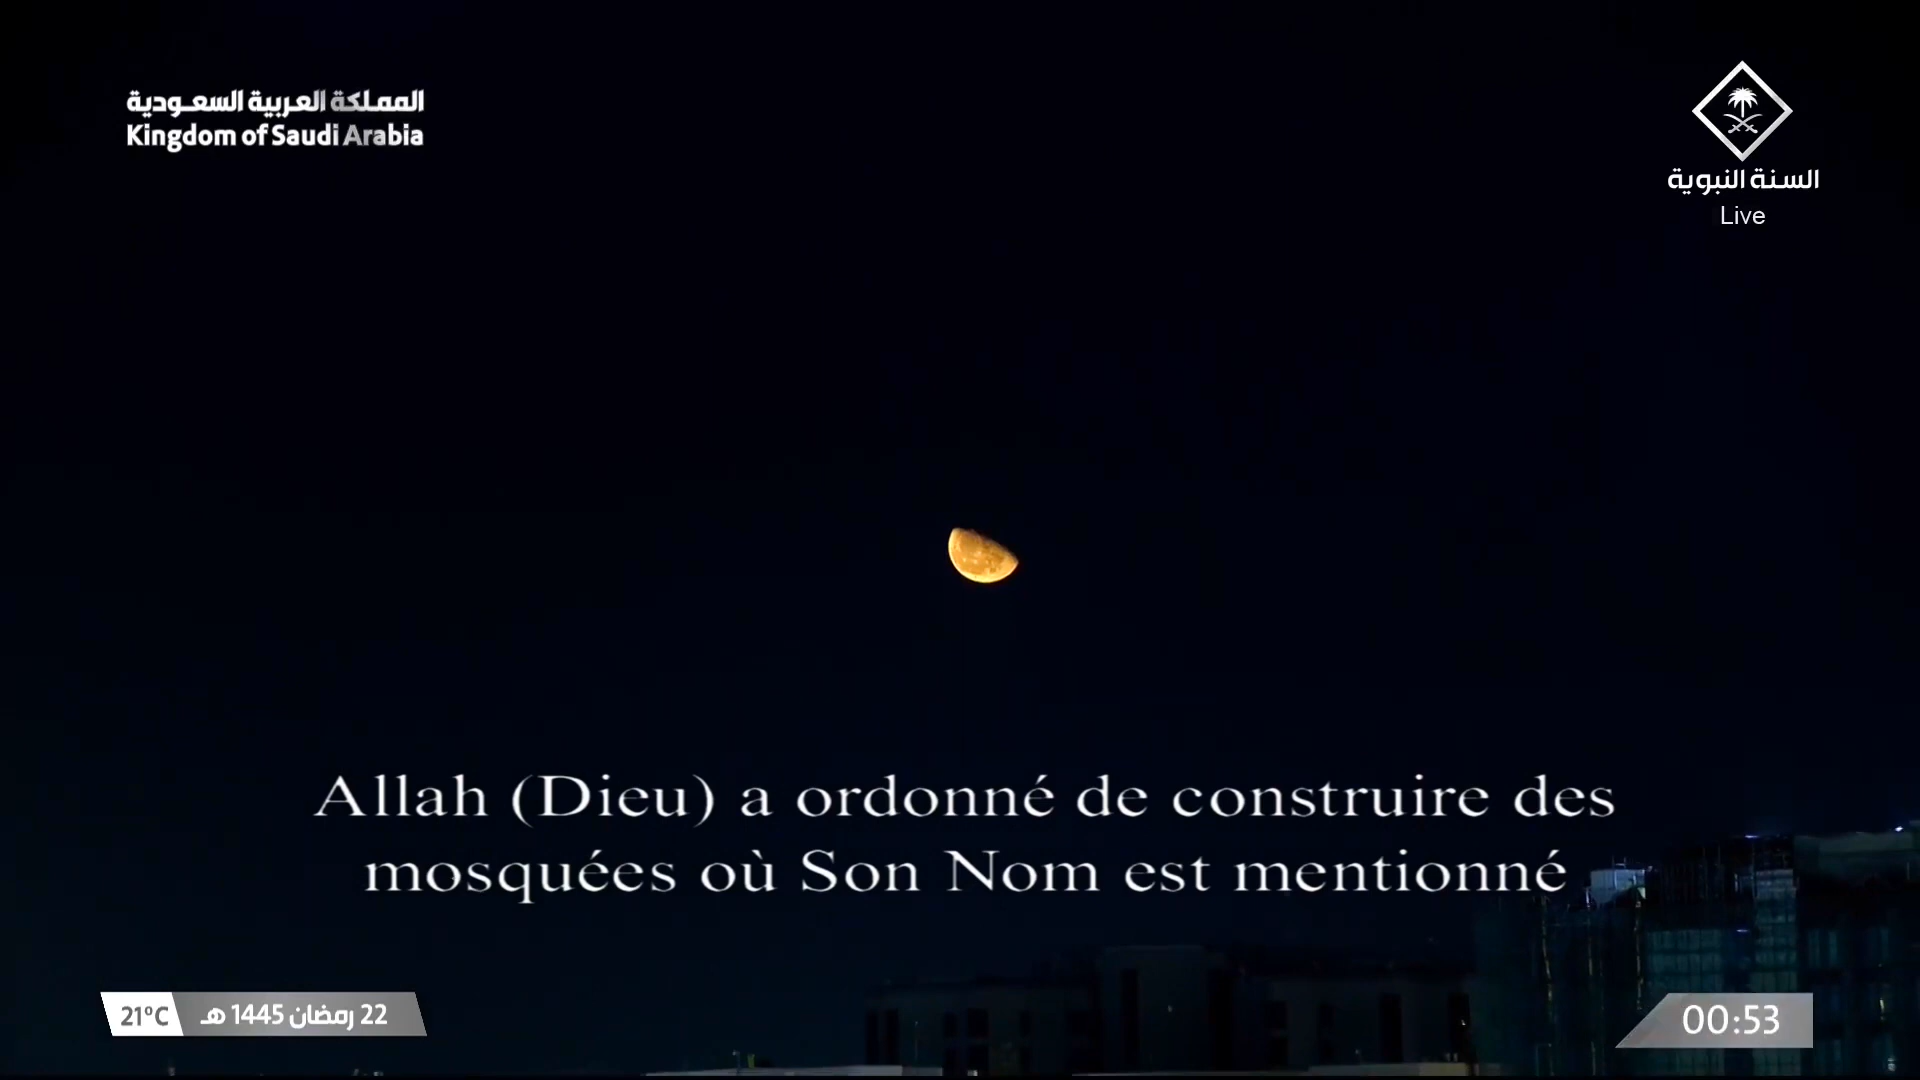 المملكة العربية السعودية
Kingdom of Saudi Arabia
السنة النبوية
Live
Allah (Dieu) a ordonné de construire des
mosquées où Son Nom est mentionné
21°C
22 رمضان 1445 هـ
00:53